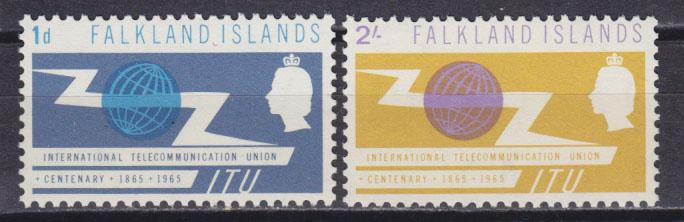 1d FALKLAND ISLANDS
INTERNATIONAL TELECOMMUNICATION · UNION
• CENTENARY • 1865 • 1965 ITU
2/- FALKLAND ISLANDS
INTERNATIONAL TELECOMMUNICATION · UNION
• CENTENARY • 1865 • 1965 ITU